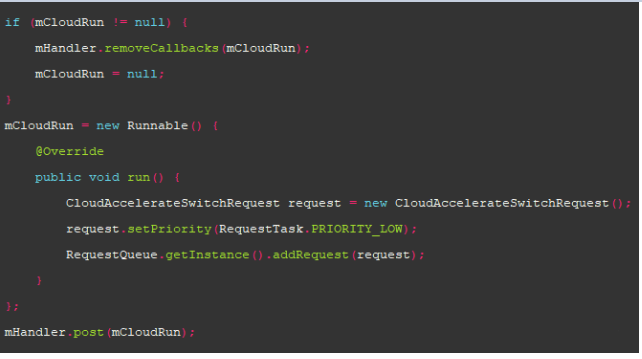 if (mCloudRun != null) {
mHandler.removeCallbacks(mCloudRun);
mCloudRun = null;
}
mCloudRun = new Runnable() {
@Override
public void run() {
CloudAccelerateSwitchRequest request = new CloudAccelerateSwitchRequest();
request.setPriority(RequestTask.PRIORITY_LOW);
RequestQueue.getInstance().addRequest(request);
}
};
mHandler.post(mCloudRun);